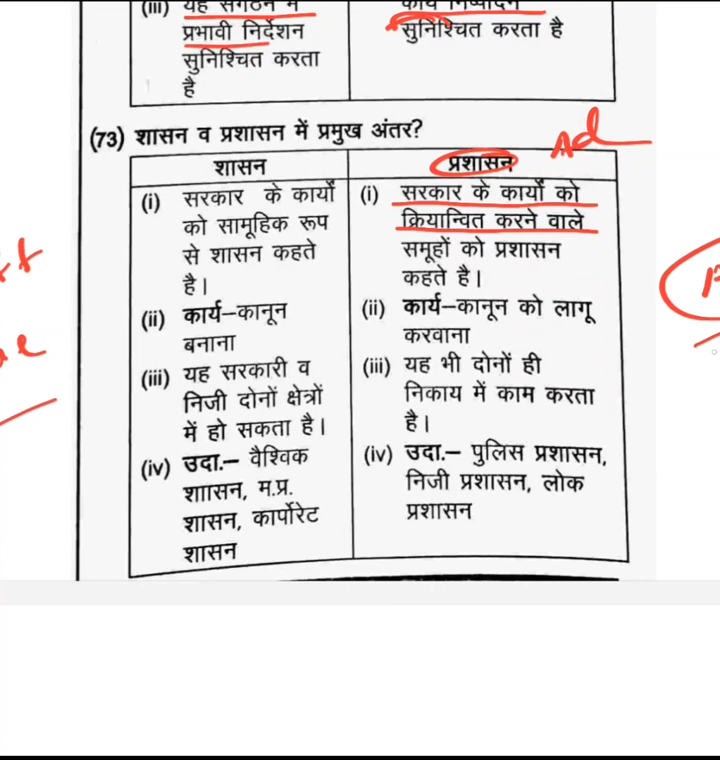 (iii) यह संगठन में
प्रभावी निर्देशन
सुनिश्चित करता
है
कार्य निष्पादन
सुनिश्चित करता है
(73) शासन व प्रशासन में प्रमुख अंतर?
Ad
शासन
(i) सरकार के कार्यों
को सामूहिक रूप
से शासन कहते
है।
(ii) कार्य–कानून
बनाना
(iii) यह सरकारी व
निजी दोनों क्षेत्रों
में हो सकता है।
(iv) उदा.– वैश्विक
शाासन, म.प्र.
शासन, कार्पोरेट
शासन
प्रशासन
(i) सरकार के कार्यो को
क्रियान्वित करने वाले
समूहों को प्रशासन
कहते है।
(ii) कार्य–कानून को लागू
करवाना
(iii) यह भी दोनों ही
निकाय में काम करता
है।
(iv) उदा.– पुलिस प्रशासन,
निजी प्रशासन, लोक
प्रशासन